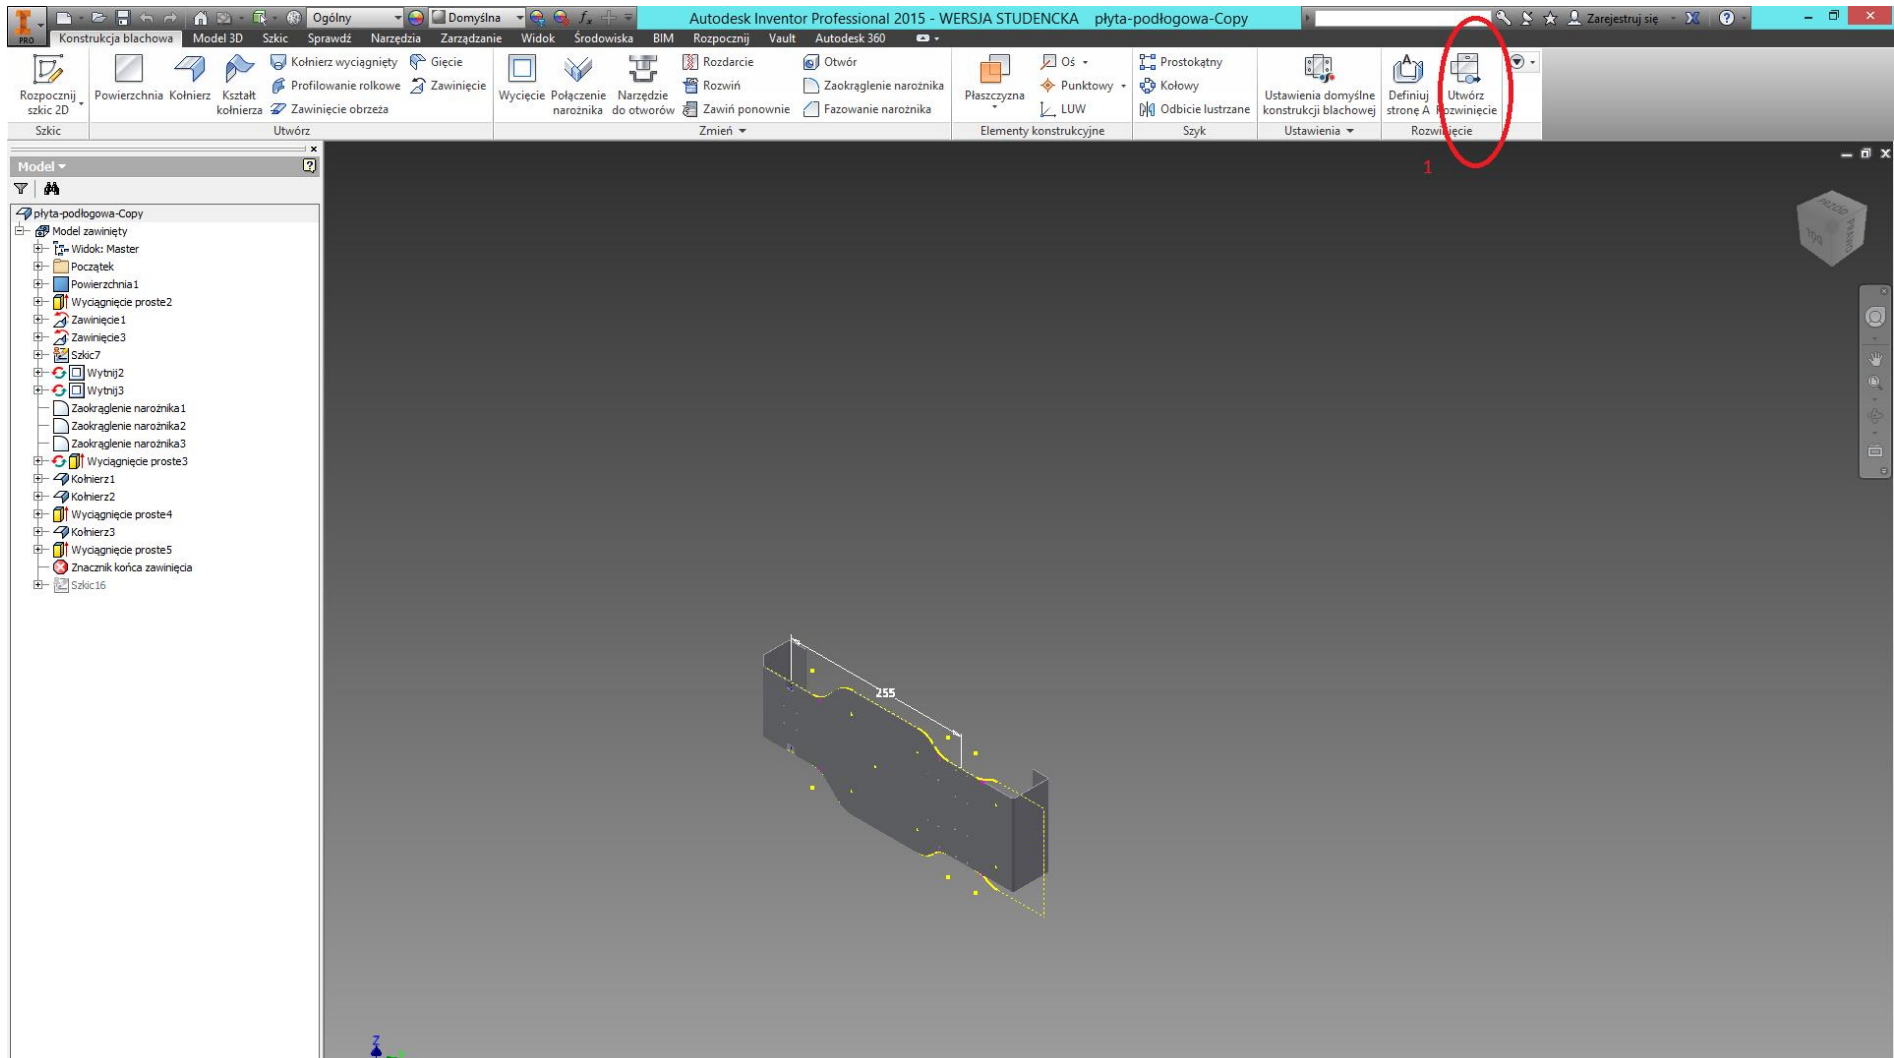 Ogólny
Domyślna
Autodesk Inventor Professional 2015 - WERSJA STUDENCKA płyta-podłogowa-Copy
Zarejestruj się
PRO
Konstrukcja blachowa Model 3D Szkic Sprawdź Narzędzia Zarządzanie Widok Środowiska BIM Rozpocznij Vault Autodesk 360
Rozpocznij
szkic 2D
Powierzchnia
Kołnierz
Kształt
kołnierza
Kołnierz wyciągnięty
Gięcie
Profilowanie rolkowe
Zawinięcie
Zawinięcie obrzeża
Wycięcie
Połączenie
narożnika
Narzędzie
do otworów
Rozdarcie
Rozwiń
Zawiń ponownie
Otwór
Zaokrąglenie narożnika
Fazowanie narożnika
Płaszczyzna
Oś
Punktowy
LUW
Prostokątny
Kołowy
Odbicie lustrzane
Ustawienia domyślne
konstrukcji blachowej
Definiuj
stronę A
Utwórz
Rozwinięcie
Szkic
Utwórz
Zmień
Elementy konstrukcyjne
Szyk
Ustawienia
Rozwinięcie
1
Model
płyta-podłogowa-Copy
Model zawinięty
Widok: Master
Początek
Powierzchnia1
Wyciągnięcie proste2
Zawinięcie1
Zawinięcie3
Szkic7
Wytnij2
Wytnij3
Zaokrąglenie narożnika1
Zaokrąglenie narożnika2
Zaokrąglenie narożnika3
Wyciągnięcie proste3
Kołnierz1
Kołnierz2
Wyciągnięcie proste4
Kołnierz3
Wyciągnięcie proste5
Znacznik końca zawinięcia
Szkic16
PRZÓD
255
Z